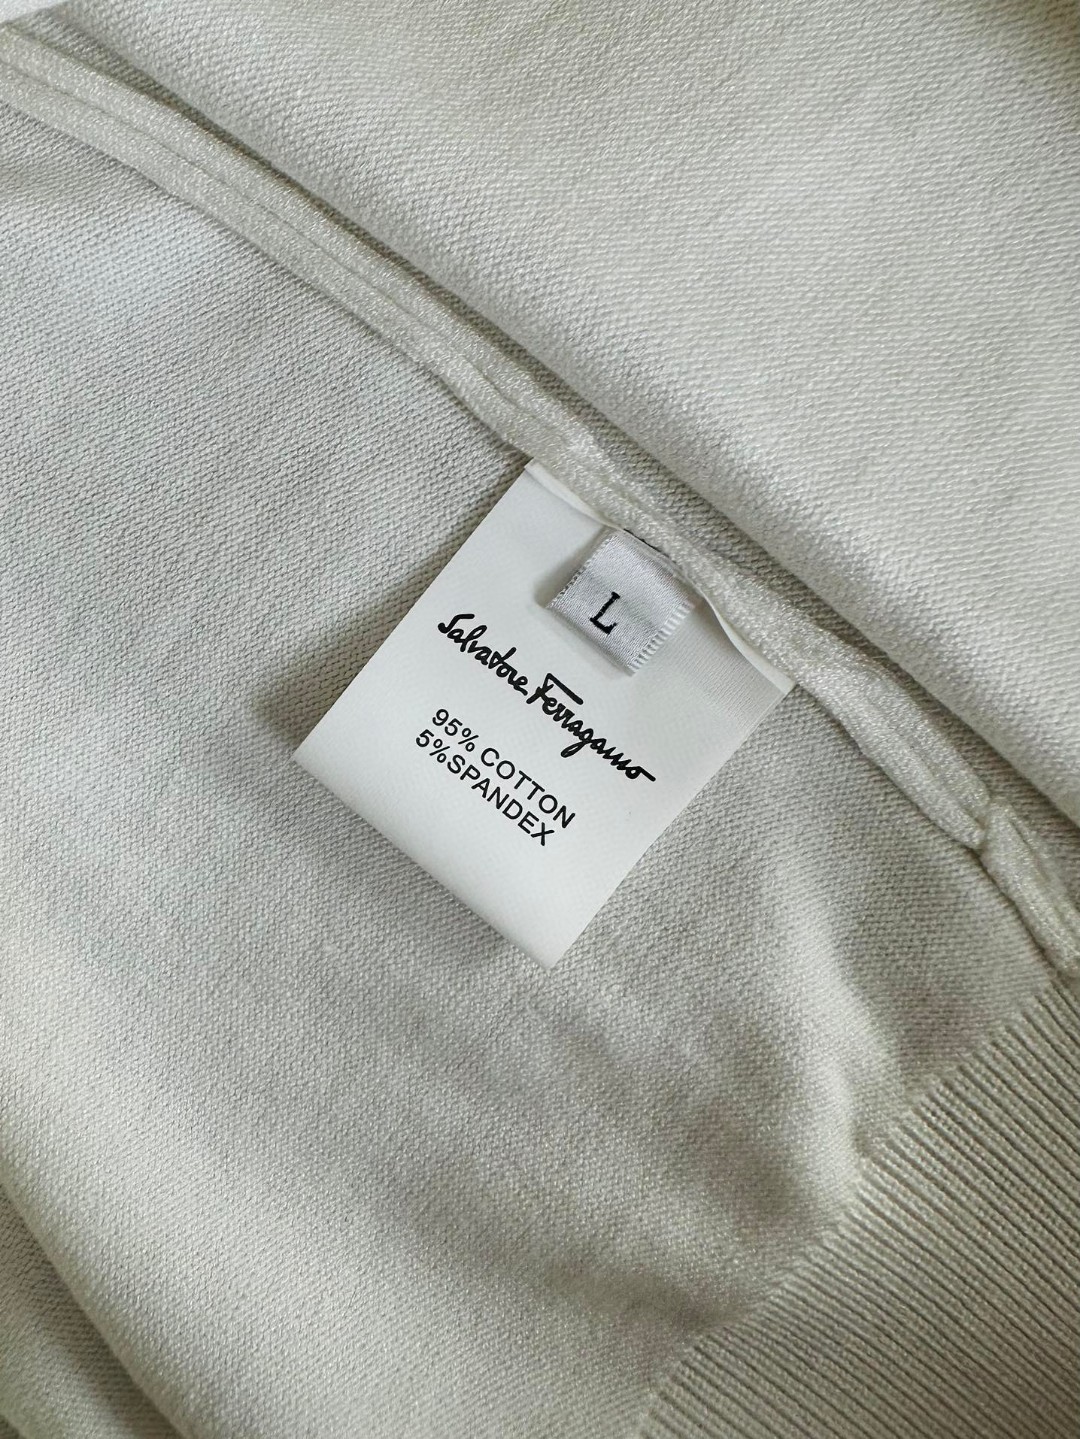 L
Salvatore Ferragamo
95% COTTON
5%SPANDEX